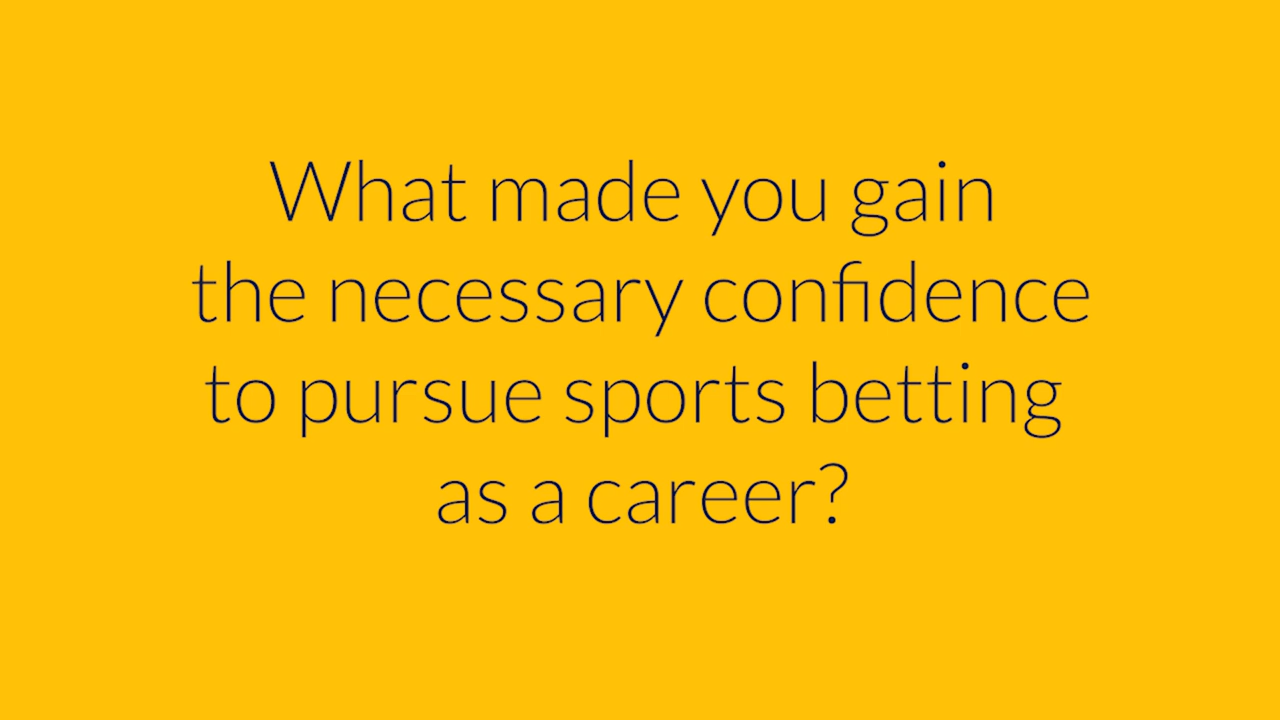 What made you gain
the necessary confidence
to pursue sports betting
as a career?